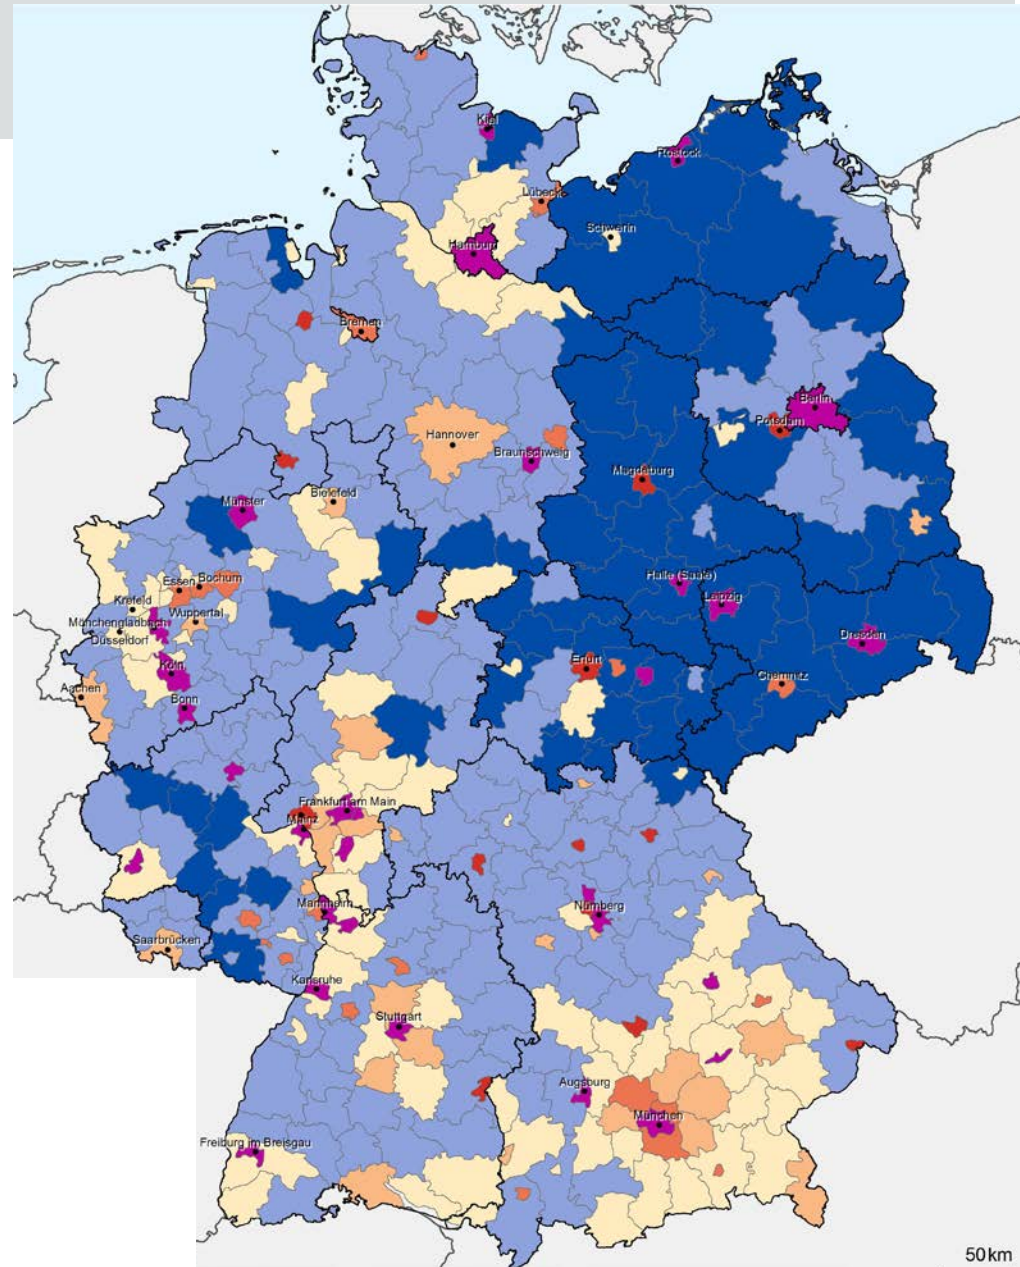 Kiel
Rostock
Lübeck
Schwerin
Hamburg
Bremen
Berlin
Potsdam
Hannover
Braunschweig
Magdeburg
Bielefeld
Münster
Essen
Bochum
Halle (Saale)
Leipzig
Krefeld
Wuppertal
Mönchengladbach
Düsseldorf
Dresden
Köln
Erfurt
Chemnitz
Aachen
Bonn
Frankfurt am Main
Mainz
Mannheim
Nürnberg
Saarbrücken
Karlsruhe
Stuttgart
Augsburg
München
Freiburg im Breisgau
50 km